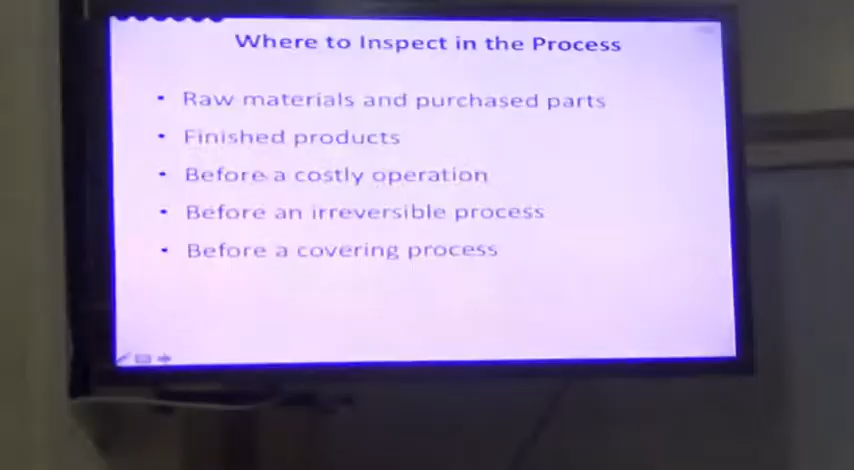 Where to Inspect in the Process
• Raw materials and purchased parts
• Finished products
• Before a costly operation
• Before an irreversible process
• Before a covering process